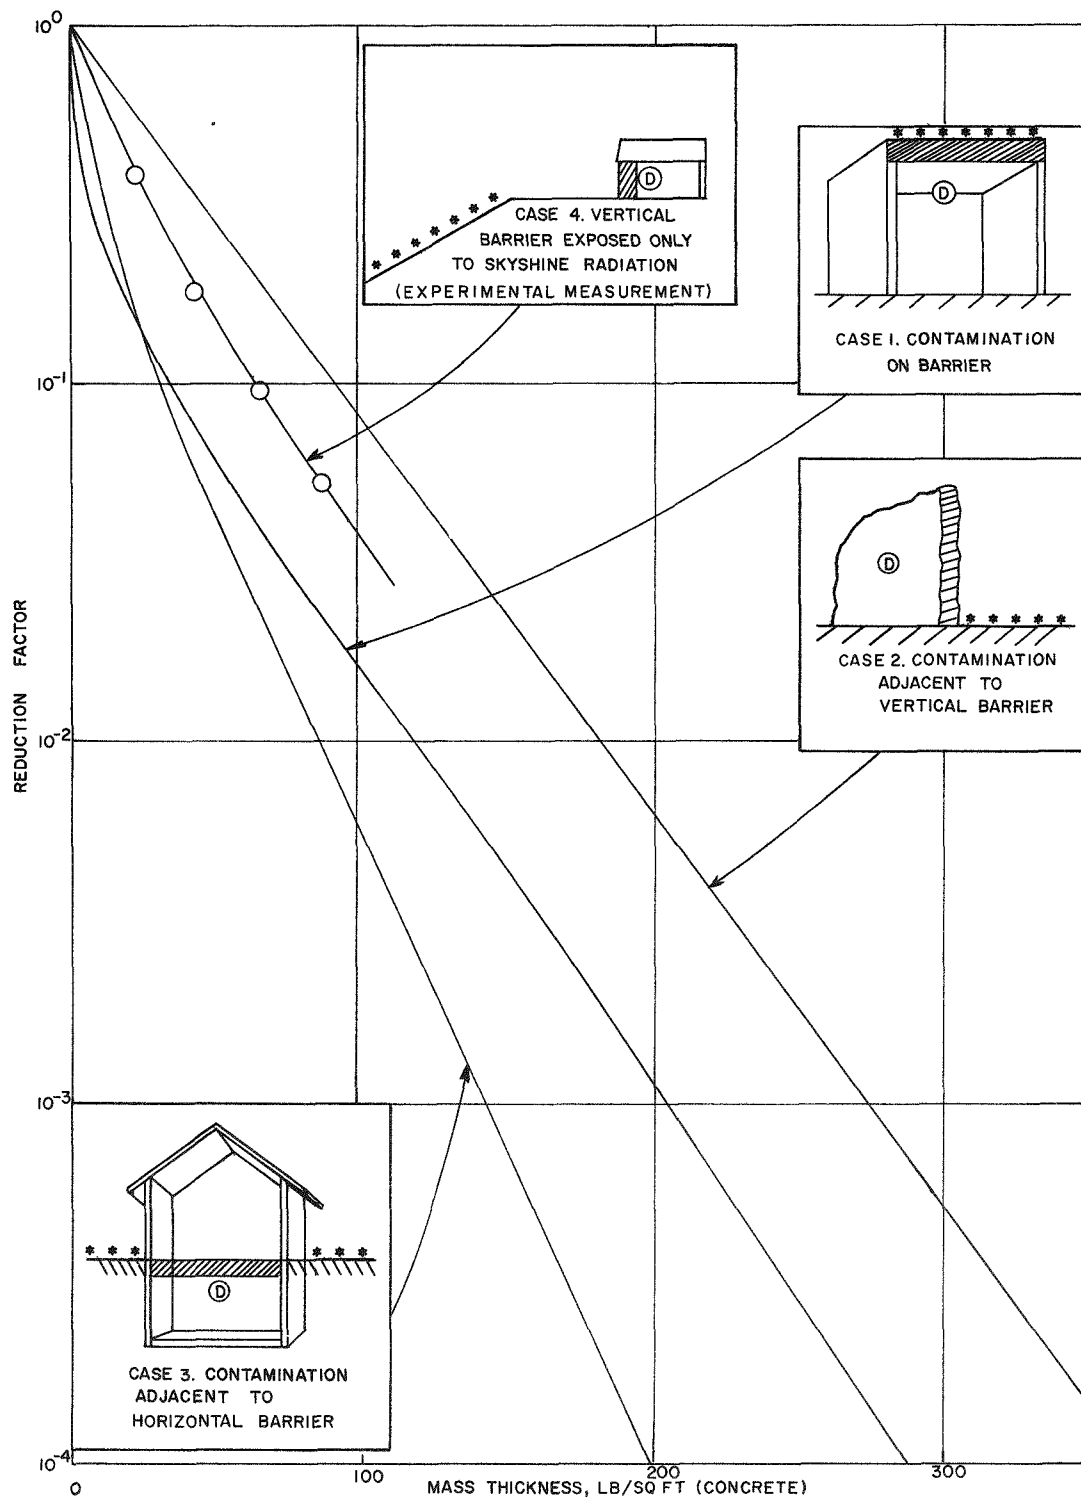 10⁰
10⁻¹
10⁻²
10⁻³
10⁻⁴
REDUCTION FACTOR
D
CASE 4. VERTICAL
BARRIER EXPOSED ONLY
TO SKYSHINE RADIATION
(EXPERIMENTAL MEASUREMENT)
D
CASE 1. CONTAMINATION
ON BARRIER
D
CASE 2. CONTAMINATION
ADJACENT TO
VERTICAL BARRIER
D
CASE 3. CONTAMINATION
ADJACENT TO
HORIZONTAL BARRIER
0
100
200
300
MASS THICKNESS, LB/SQ FT (CONCRETE)